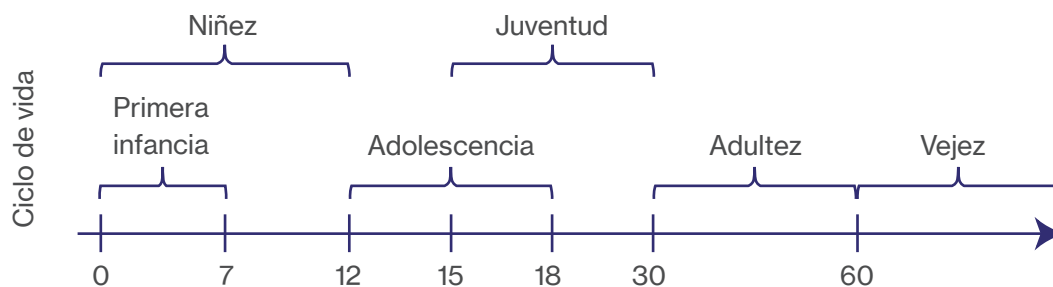 Ciclo de vida
Niñez
Juventud
Primera
infancia
Adolescencia
Adultez
Vejez
0
7
12
15
18
30
60